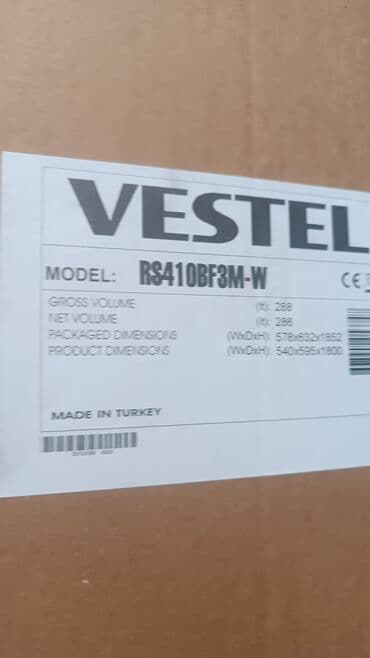 VESTEL
MODEL: RS410BF3M-W CE
GROSS VOLUME (lt): 288
NET VOLUME (lt): 286
PACKAGED DIMENSIONS (WxDxH): 578x632x1852
PRODUCT DIMENSIONS (WxDxH): 540x595x1800
MADE IN TURKEY